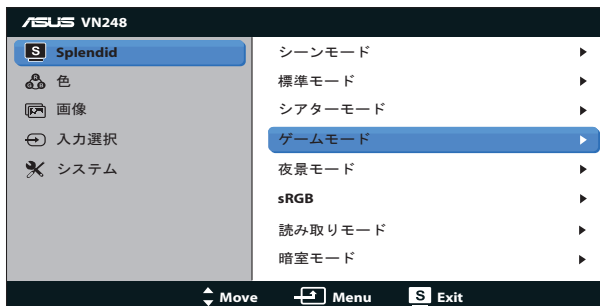 ASUS VN248
S Splendid
色
画像
入力選択
システム
シーンモード
標準モード
シアターモード
ゲームモード
夜景モード
sRGB
読み取りモード
暗室モード
Move Menu S Exit